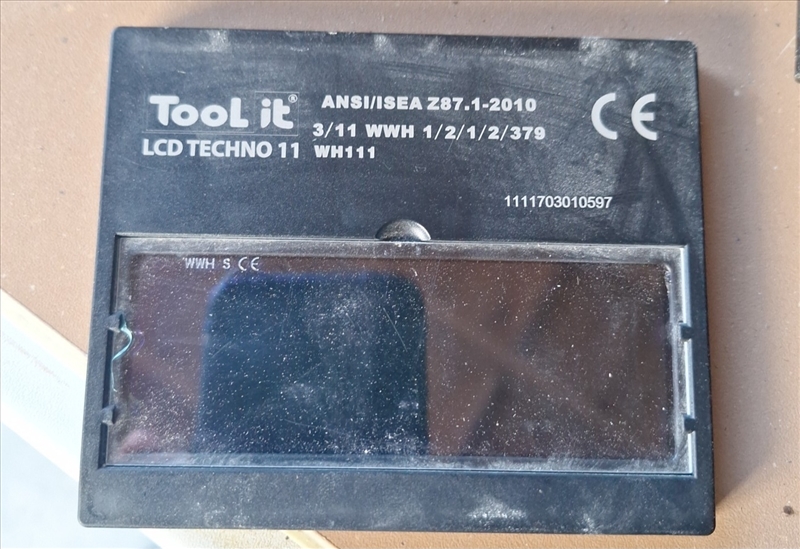 TOOL it®
ANSI/ISEA Z87.1-2010
CE
3/11 WWH 1/2/1/2/379
LCD TECHNO 11
WH111
1111703010597
WWH S CE